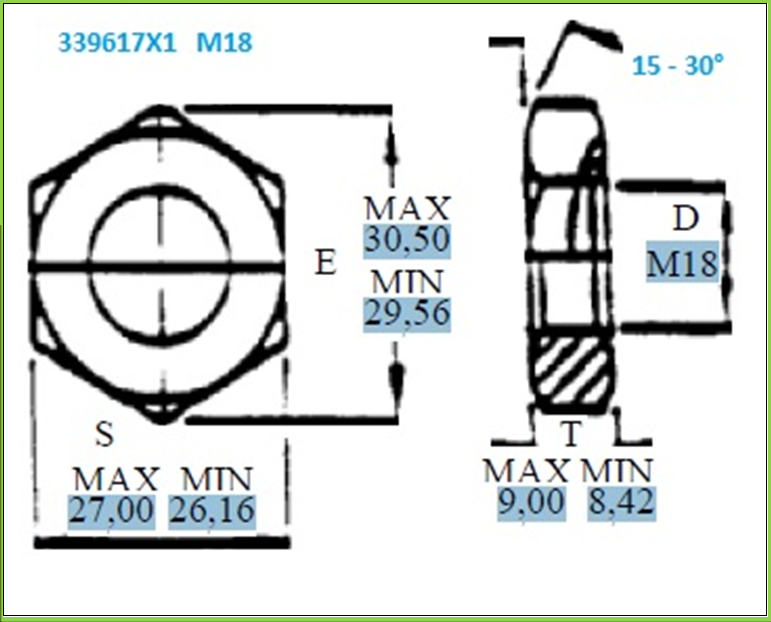 339617X1 M18
15 - 30°
MAX
30,50
MIN
29,56
E
D
M18
S
MAX MIN
27,00 26,16
T
MAX MIN
9,00 8,42